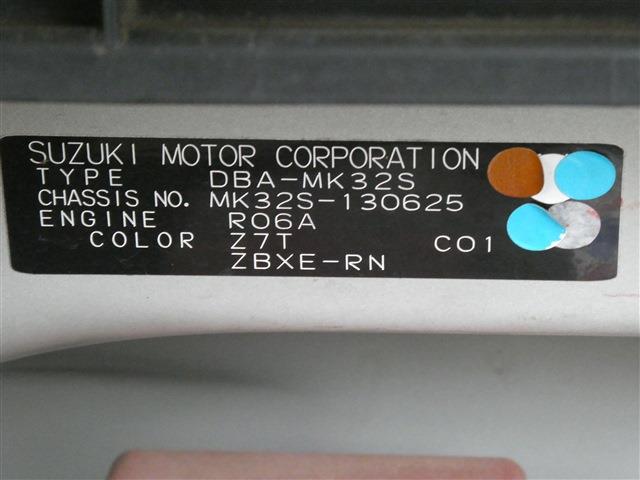 SUZUKI MOTOR CORPORATION
TYPE DBA-MK32S
CHASSIS NO. MK32S-130625
ENGINE R06A
COLOR Z7T C01
ZBXE-RN